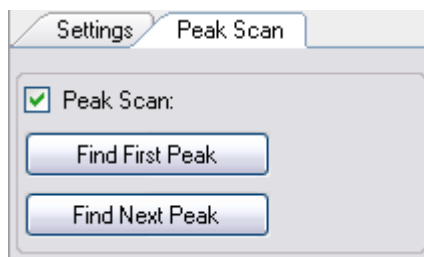 Settings Peak Scan
Peak Scan:
Find First Peak
Find Next Peak